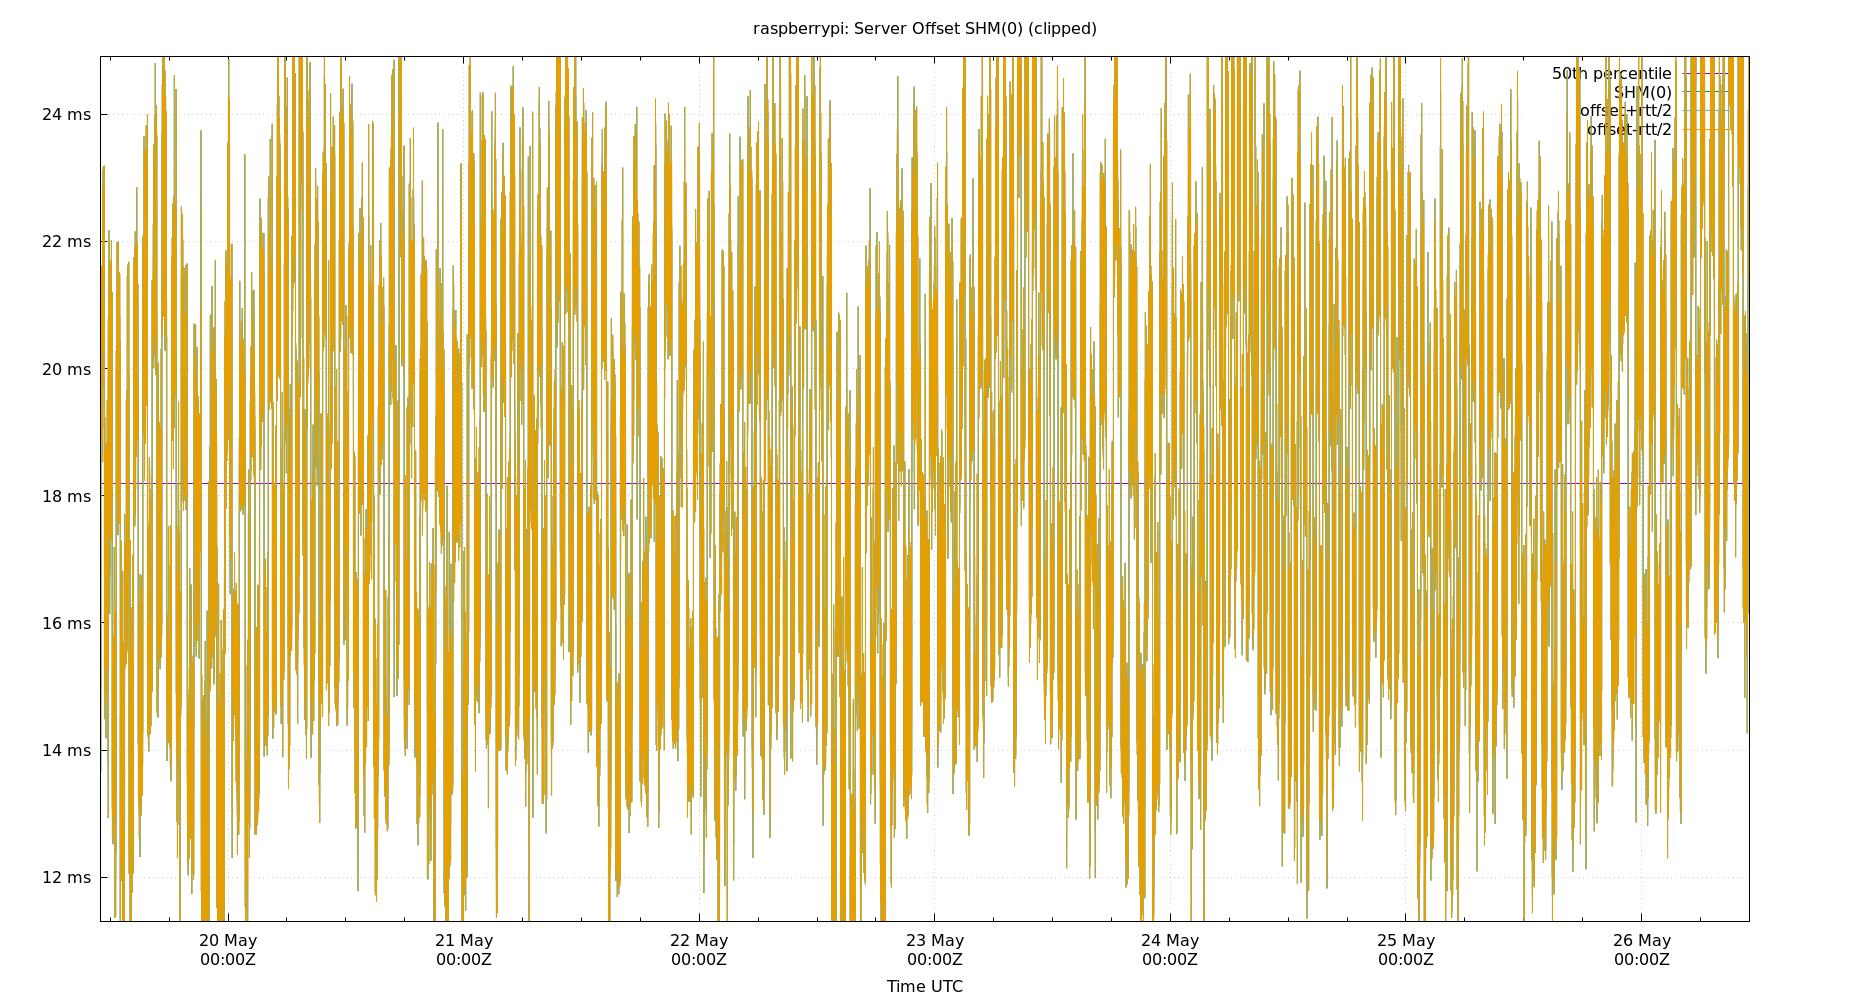 raspberrypi: Server Offset SHM(0) (clipped)
50th percentile
SHM(0)
offset+rtt/2
offset-rtt/2
24 ms
22 ms
20 ms
18 ms
16 ms
14 ms
12 ms
20 May 21 May 22 May 23 May 24 May 25 May 26 May
00:00Z 00:00Z 00:00Z 00:00Z 00:00Z 00:00Z 00:00Z
Time UTC